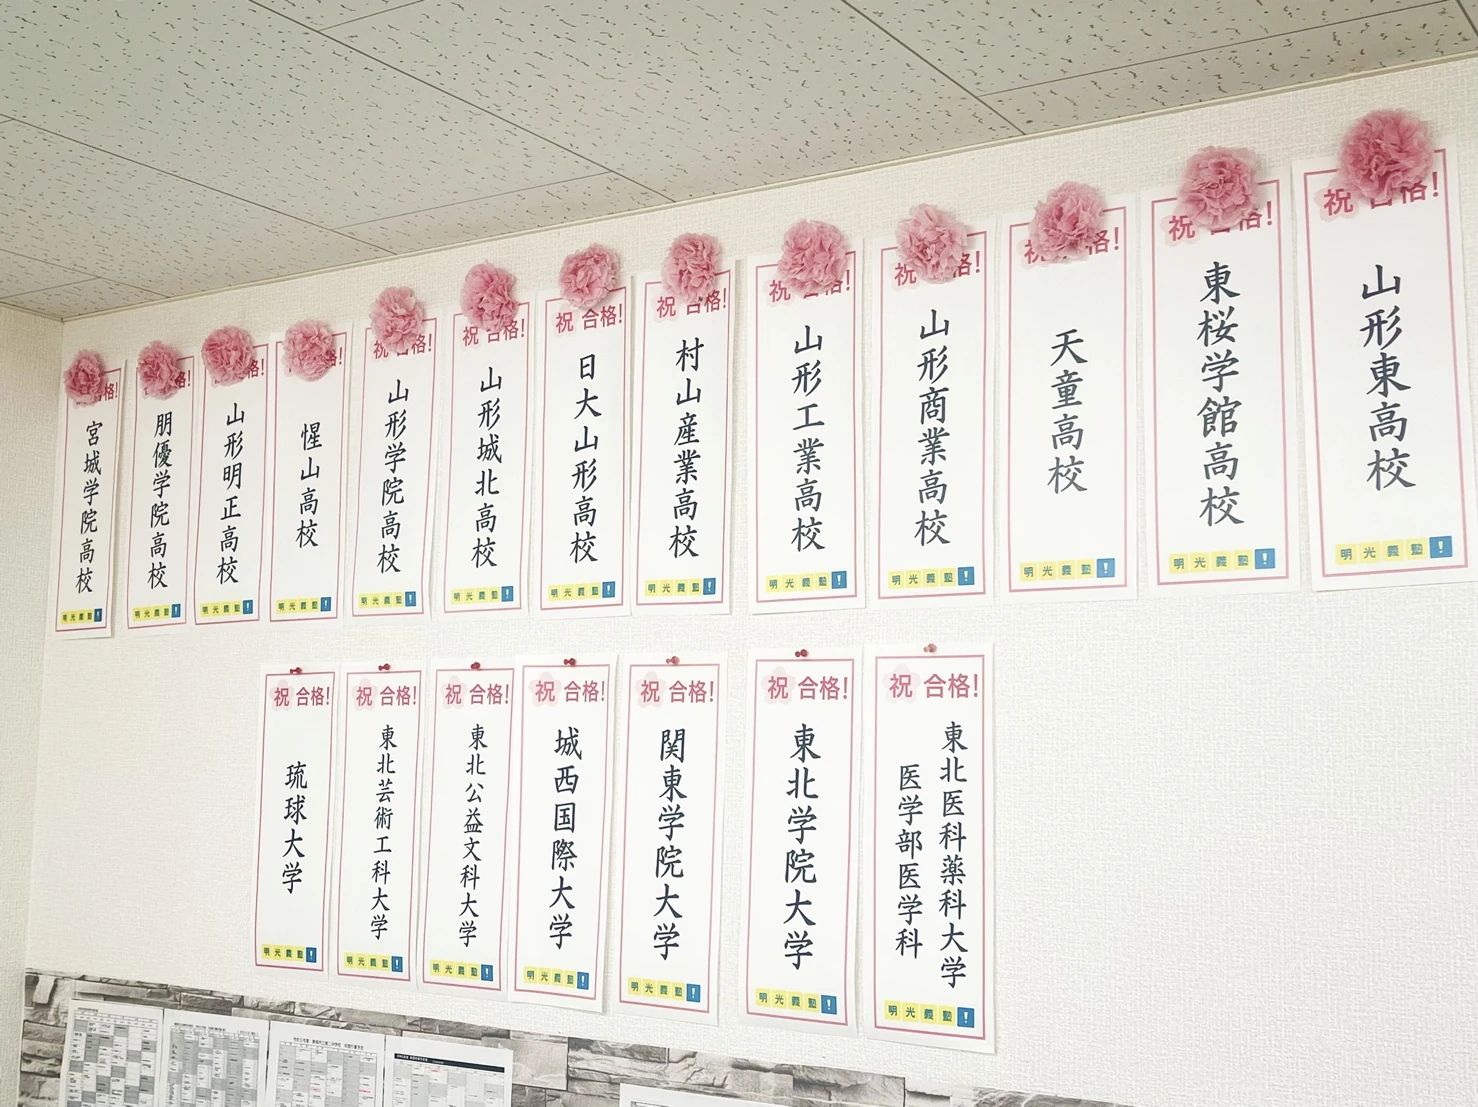 祝 合格!
山形東高校
明光義塾!
祝 合格!
東桜学館高校
明光義塾!
祝 格!
天童高校
明光義塾!
祝 格!
山形商業高校
明光義塾!
祝 合格!
山形工業高校
明光義塾!
祝 合格!
村山産業高校
明光義塾!
祝 合格!
日大山形高校
明光義塾!
祝 合格!
山形城北高校
明光義塾!
祝 合格!
山形学院高校
明光義塾!
格!
惺山高校
明光義塾!
格!
山形明正高校
明光義塾!
格!
朋優学院高校
明光義塾!
格!
宮城学院高校
明光義塾!
祝 合格!
東北医科薬科大学
医学部医学科
明光義塾!
祝 合格!
東北学院大学
明光義塾!
祝 合格!
関東学院大学
明光義塾!
祝 合格!
城西国際大学
明光義塾!
祝 合格!
東北公益文科大学
明光義塾!
祝 合格!
東北芸術工科大学
明光義塾!
祝 合格!
琉球大学
明光義塾!